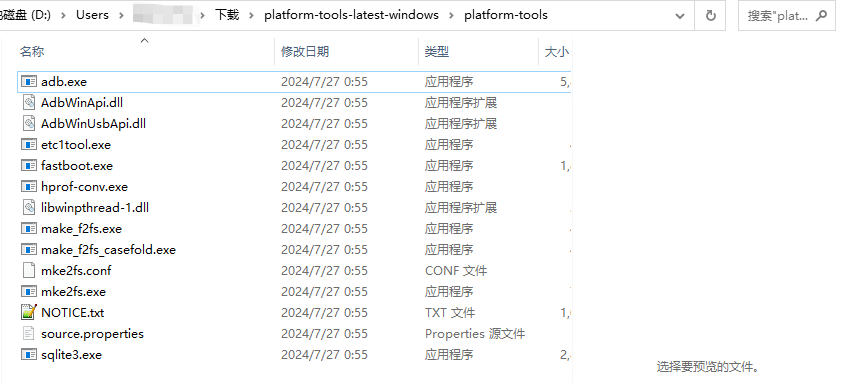 磁盘 (D:) › Users › › 下载 › platform-tools-latest-windows › platform-tools 搜索"plat...
名称 修改日期 类型 大小
adb.exe 2024/7/27 0:55 应用程序 5,
AdbWinApi.dll 2024/7/27 0:55 应用程序扩展
AdbWinUsbApi.dll 2024/7/27 0:55 应用程序扩展
etc1tool.exe 2024/7/27 0:55 应用程序
fastboot.exe 2024/7/27 0:55 应用程序 1,
hprof-conv.exe 2024/7/27 0:55 应用程序
libwinpthread-1.dll 2024/7/27 0:55 应用程序扩展
make_f2fs.exe 2024/7/27 0:55 应用程序
make_f2fs_casefold.exe 2024/7/27 0:55 应用程序
mke2fs.conf 2024/7/27 0:55 CONF 文件
mke2fs.exe 2024/7/27 0:55 应用程序
NOTICE.txt 2024/7/27 0:55 TXT 文件 1,
source.properties 2024/7/27 0:55 Properties 源文件
sqlite3.exe 2024/7/27 0:55 应用程序 2,
选择要预览的文件。